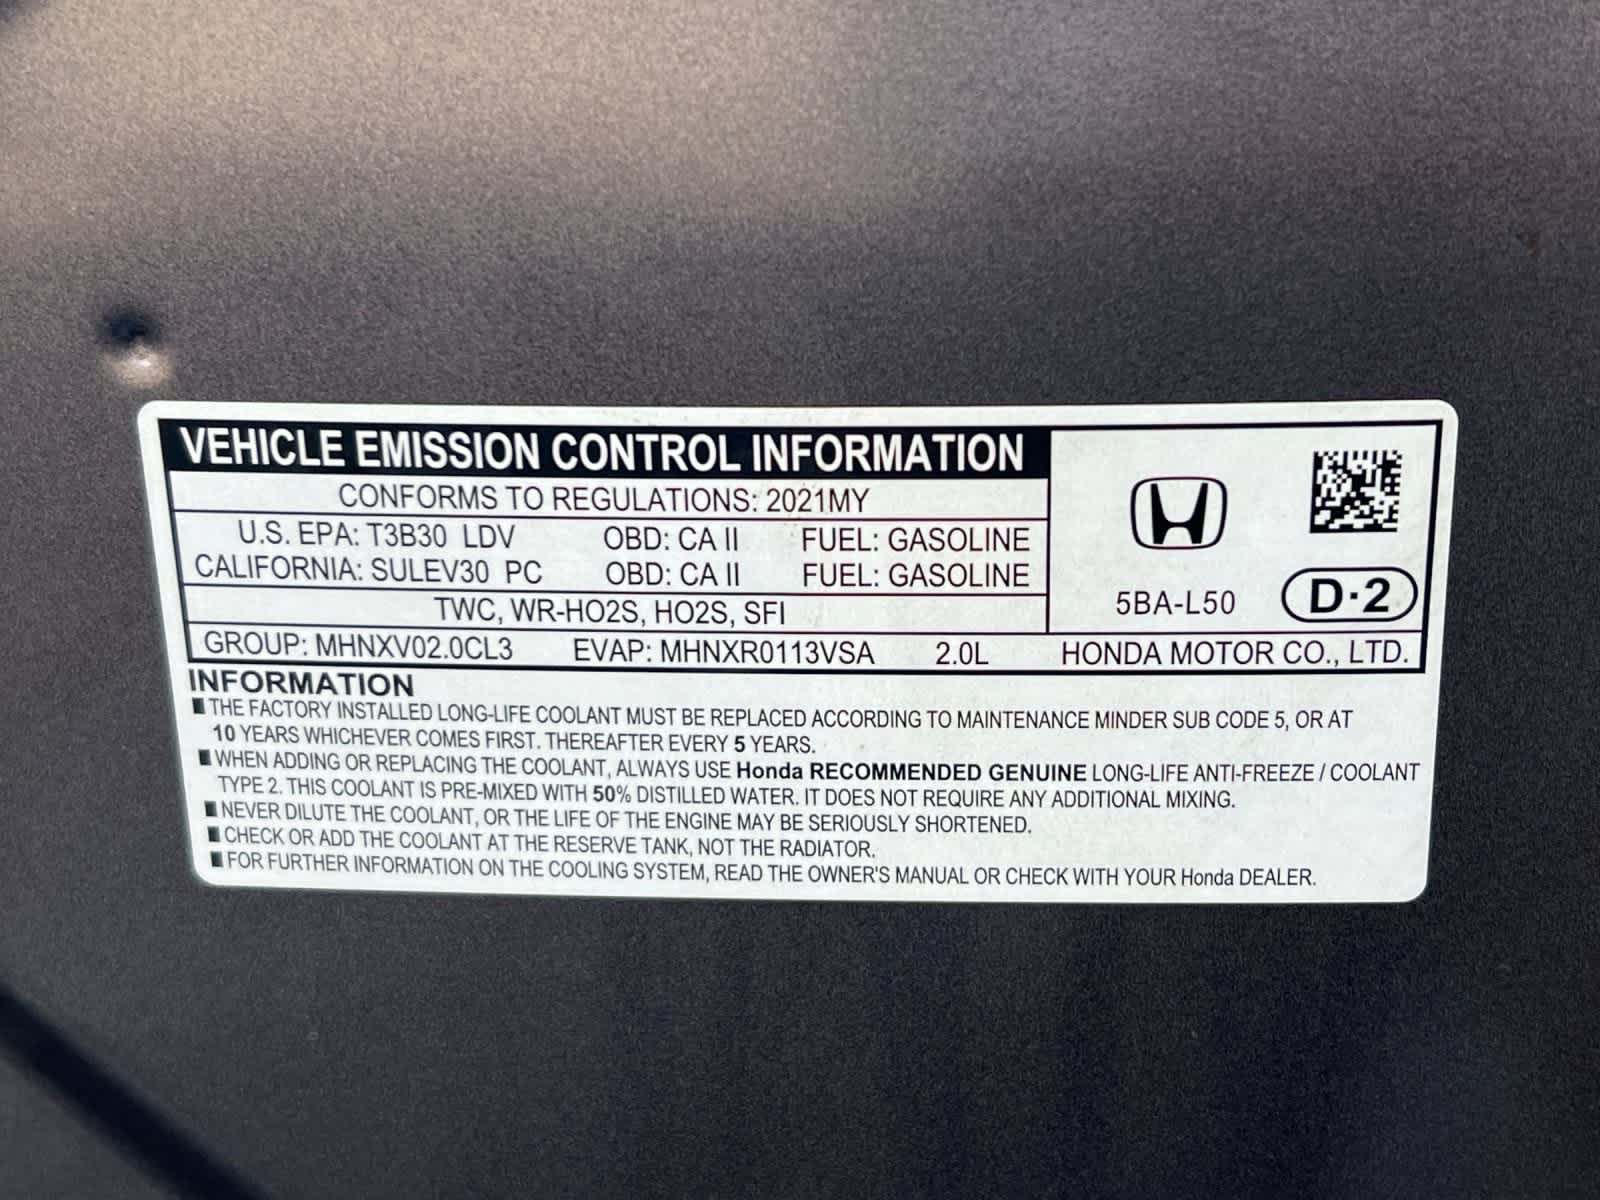 VEHICLE EMISSION CONTROL INFORMATION
CONFORMS TO REGULATIONS: 2021MY
U.S. EPA: T3B30 LDV OBD: CA II FUEL: GASOLINE
CALIFORNIA: SULEV30 PC OBD: CA II FUEL: GASOLINE
TWC, WR-HO2S, HO2S, SFI
5BA-L50 D·2
GROUP: MHNXV02.0CL3 EVAP: MHNXR0113VSA 2.0L HONDA MOTOR CO., LTD.
INFORMATION
■ THE FACTORY INSTALLED LONG-LIFE COOLANT MUST BE REPLACED ACCORDING TO MAINTENANCE MINDER SUB CODE 5, OR AT
10 YEARS WHICHEVER COMES FIRST. THEREAFTER EVERY 5 YEARS.
■ WHEN ADDING OR REPLACING THE COOLANT, ALWAYS USE Honda RECOMMENDED GENUINE LONG-LIFE ANTI-FREEZE / COOLANT
TYPE 2. THIS COOLANT IS PRE-MIXED WITH 50% DISTILLED WATER. IT DOES NOT REQUIRE ANY ADDITIONAL MIXING.
■ NEVER DILUTE THE COOLANT, OR THE LIFE OF THE ENGINE MAY BE SERIOUSLY SHORTENED.
■ CHECK OR ADD THE COOLANT AT THE RESERVE TANK, NOT THE RADIATOR.
■ FOR FURTHER INFORMATION ON THE COOLING SYSTEM, READ THE OWNER'S MANUAL OR CHECK WITH YOUR Honda DEALER.